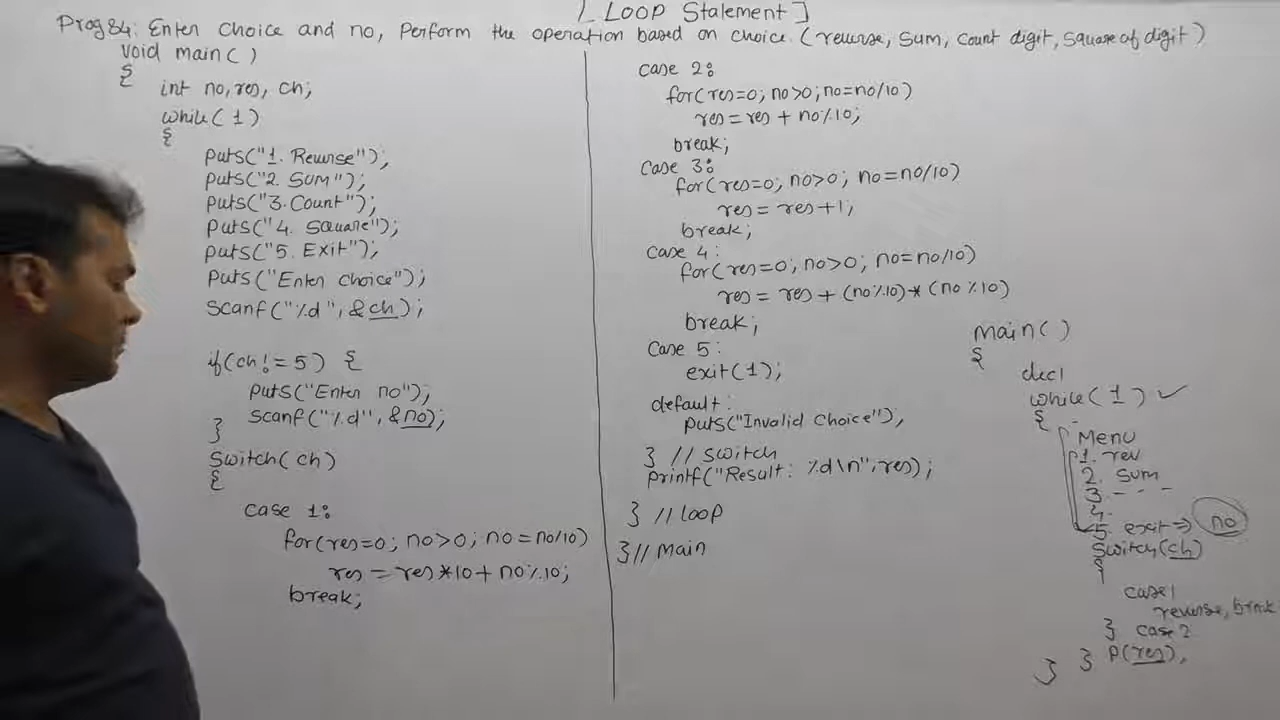 [ Loop Statement ]
Prog84: Enter Choice and no, Perform the operation based on choice. (reverse, Sum, Count digit, Square of digit)
void main( )
{
int no, res, ch;
while( 1 )
{
puts("1. Reverse");
puts("2. SUM");
puts("3. Count");
puts("4. Square");
puts("5. Exit");
puts("Enter choice");
scanf("%d", &ch);
if(ch! = 5) {
puts("Enter no");
scanf("%d", &no);
}
Switch( ch)
{
case 1:
for(res=0; no>0; no = no/10)
res = res*10 + no%10;
break;
case 2:
for(res=0; no>0; no=no/10)
res = res + no%10;
break;
Case 3:
for(res=0; no>0; no=no/10)
res = res+1;
break;
Case 4:
for(res=0; no>0; no=no/10)
res = res + (no%10)* (no%10)
break;
Case 5:
exit(1);
default:
puts("Invalid Choice");
} // switch
printf("Result: %d\n", res);
} // loop
} // Main
main( )
{
decl
while( 1 ) ✓
{
Menu
1. rev
2. sum
3. - - -
4.
5. exit => no
switch(ch)
{
case1
reverse, break
} case 2
} P(res);
}